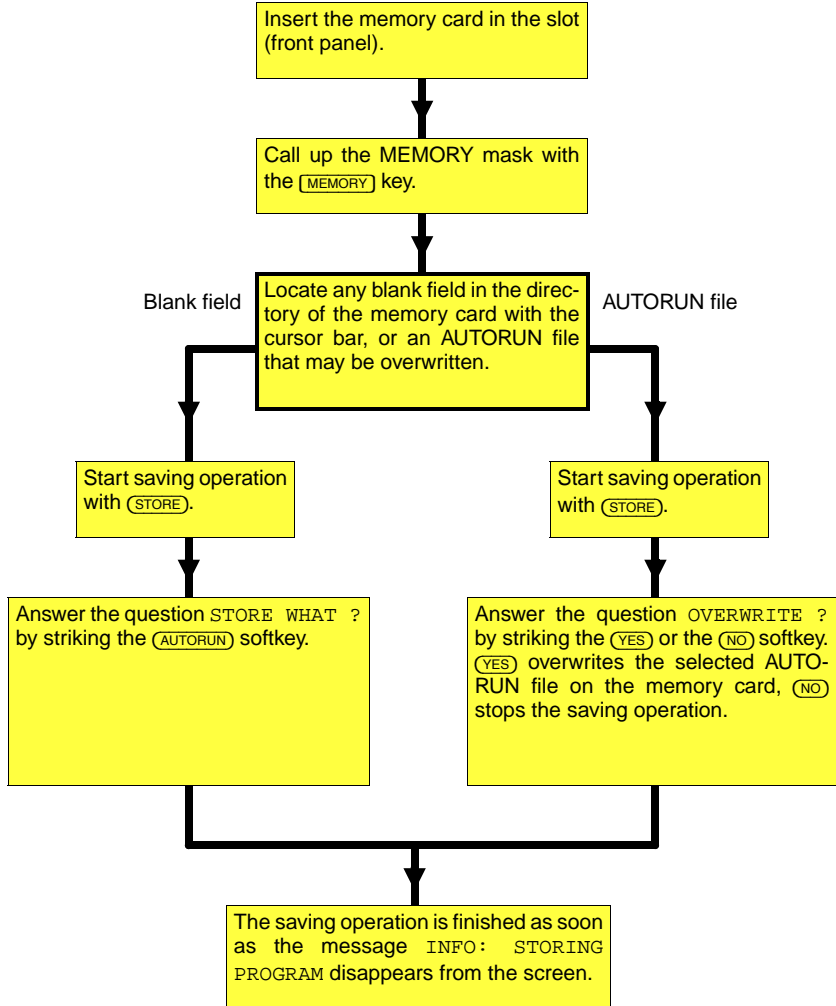 Insert the memory card in the slot
(front panel).
Call up the MEMORY mask with
the MEMORY key.
Blank field
Locate any blank field in the direc-
tory of the memory card with the
cursor bar, or an AUTORUN file
that may be overwritten.
AUTORUN file
Start saving operation
with STORE.
Start saving operation
with STORE.
Answer the question STORE WHAT ?
by striking the AUTORUN softkey.
Answer the question OVERWRITE ?
by striking the YES or the NO softkey.
YES overwrites the selected AUTO-
RUN file on the memory card, NO
stops the saving operation.
The saving operation is finished as soon
as the message INFO: STORING
PROGRAM disappears from the screen.